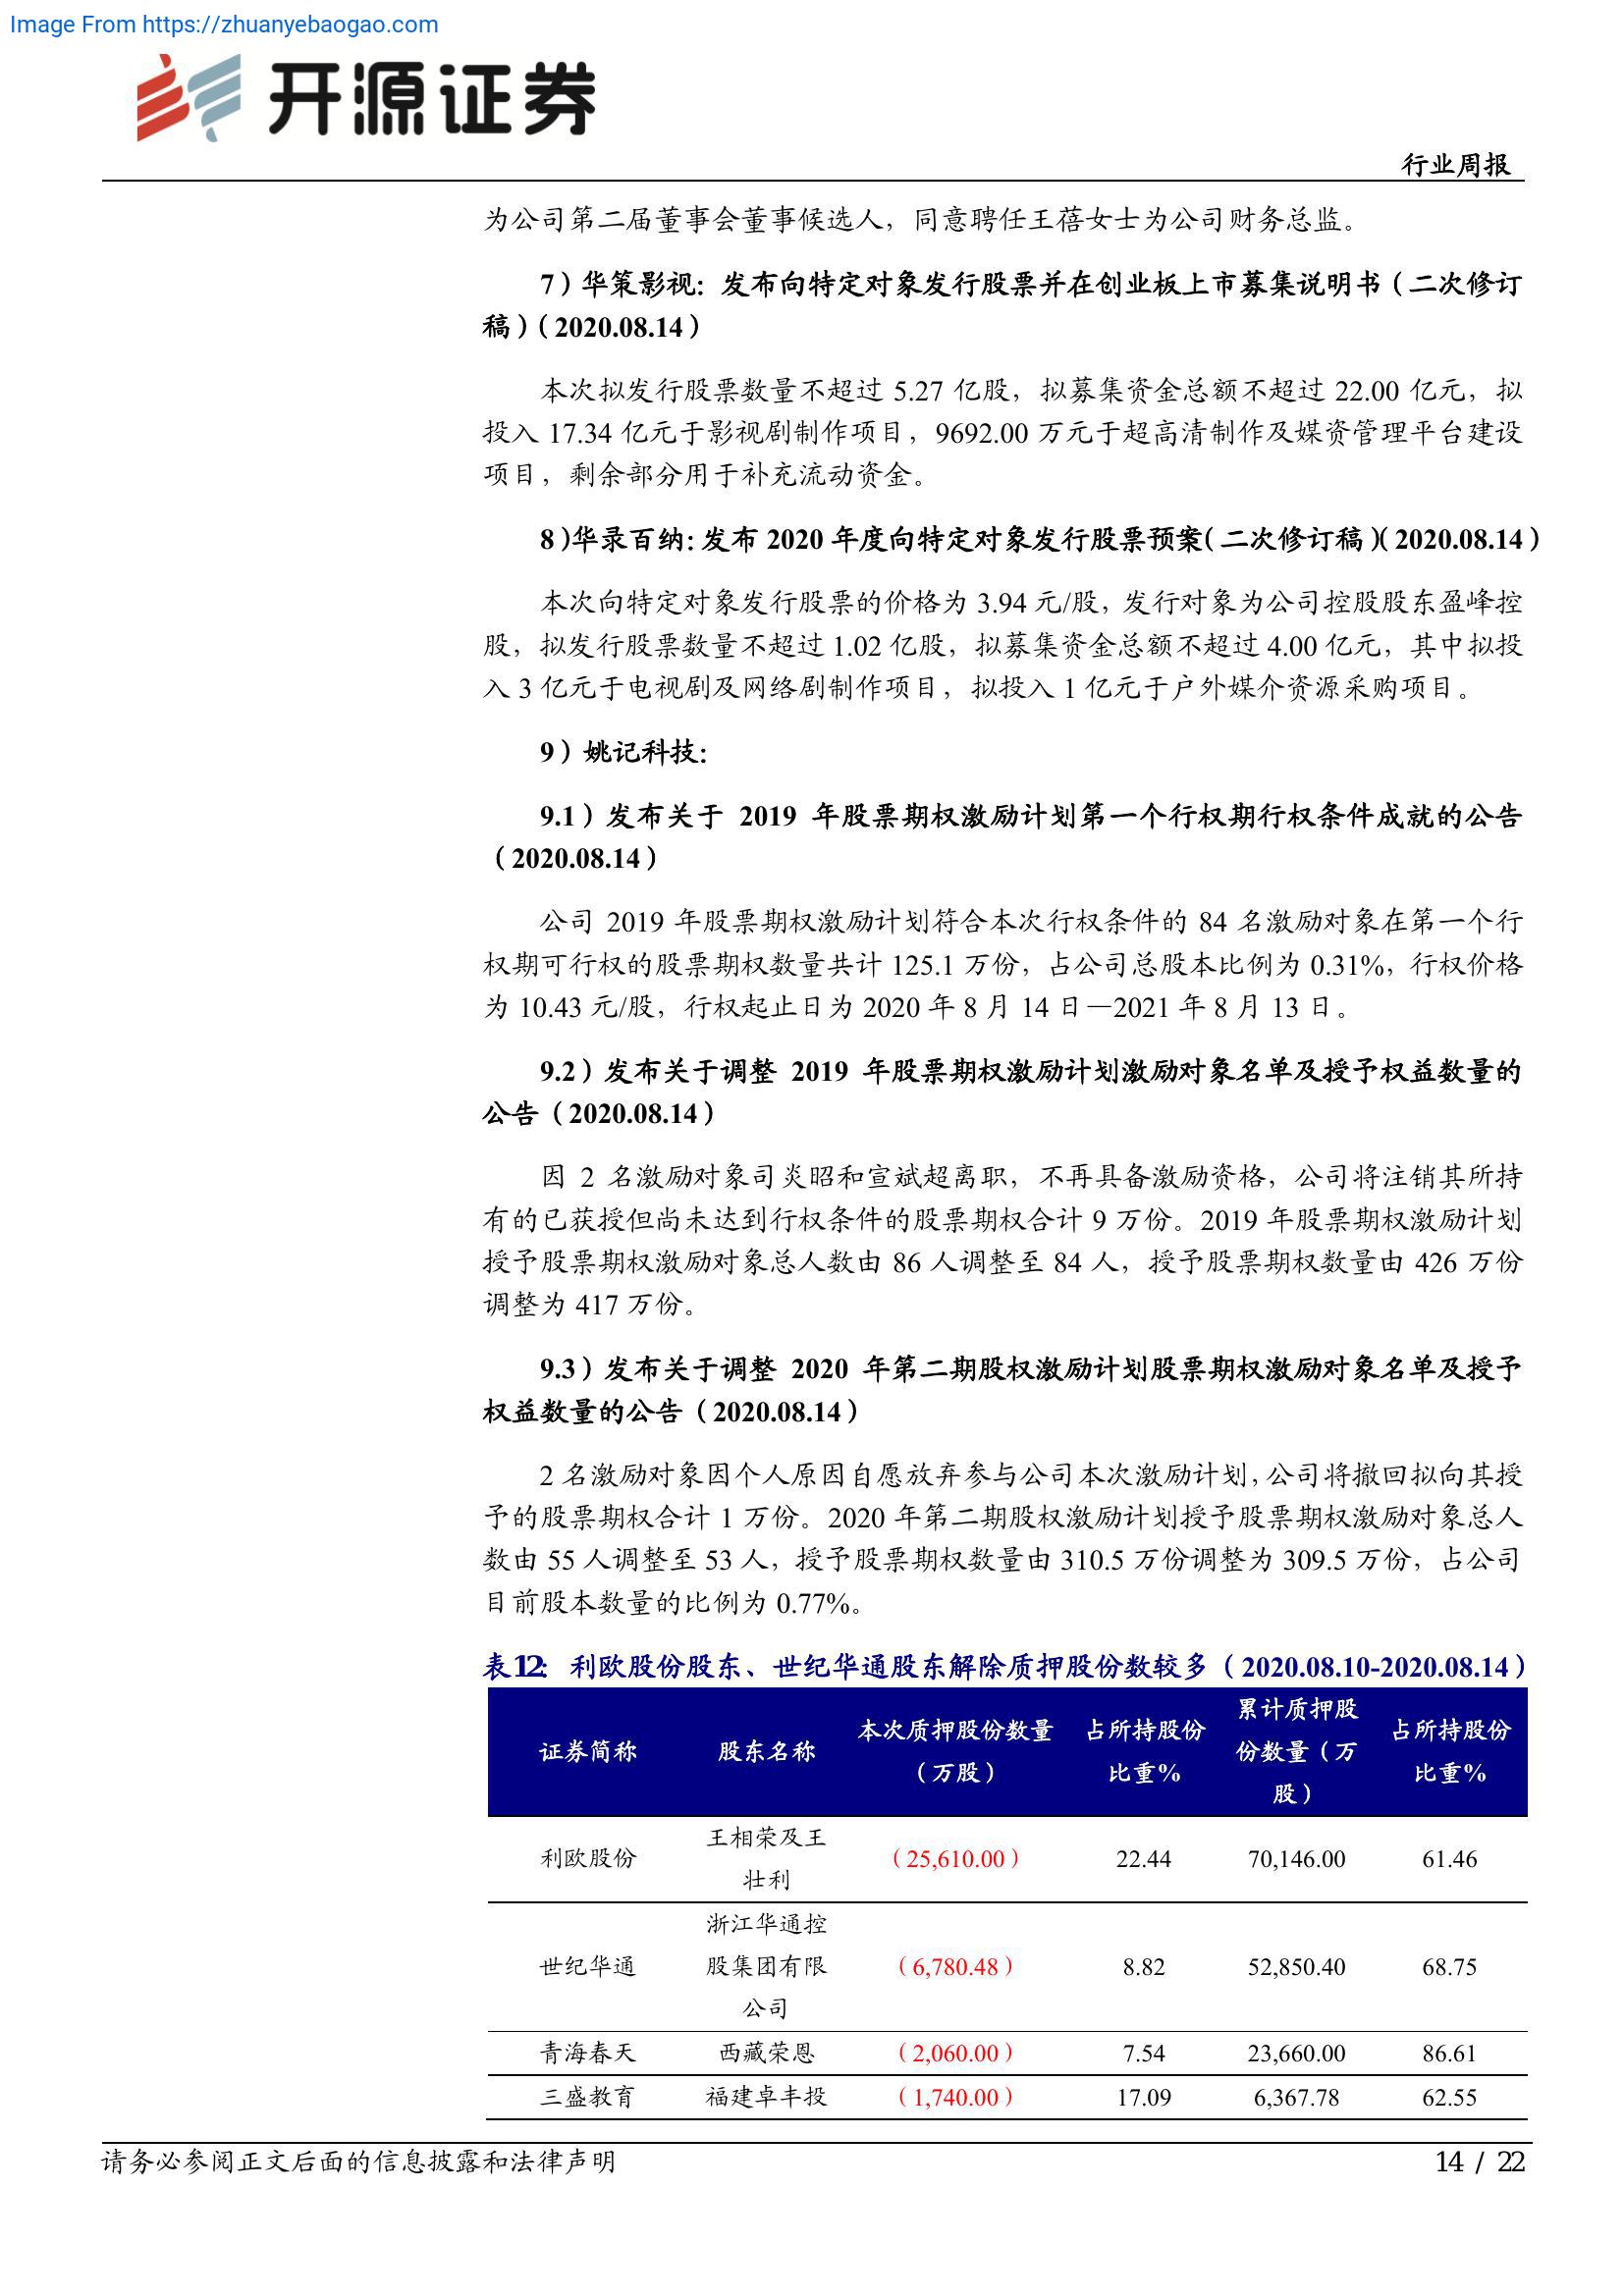 Image From https://zhuanyebaogao.com
开源证券
行业周报
为公司第二届董事会董事候选人，同意聘任王蓓女士为公司财务总监。
7）华策影视：发布向特定对象发行股票并在创业板上市募集说明书（二次修订
稿）（2020.08.14）
本次拟发行股票数量不超过 5.27 亿股，拟募集资金总额不超过 22.00 亿元，拟
投入 17.34 亿元于影视剧制作项目，9692.00 万元于超高清制作及媒资管理平台建设
项目，剩余部分用于补充流动资金。
8）华录百纳：发布 2020 年度向特定对象发行股票预案（二次修订稿）（2020.08.14）
本次向特定对象发行股票的价格为 3.94 元/股，发行对象为公司控股股东盈峰控
股，拟发行股票数量不超过 1.02 亿股，拟募集资金总额不超过 4.00 亿元，其中拟投
入 3 亿元于电视剧及网络剧制作项目，拟投入 1 亿元于户外媒介资源采购项目。
9）姚记科技：
9.1）发布关于 2019 年股票期权激励计划第一个行权期行权条件成就的公告
（2020.08.14）
公司 2019 年股票期权激励计划符合本次行权条件的 84 名激励对象在第一个行
权期可行权的股票期权数量共计 125.1 万份，占公司总股本比例为 0.31%，行权价格
为 10.43 元/股，行权起止日为 2020 年 8 月 14 日—2021 年 8 月 13 日。
9.2）发布关于调整 2019 年股票期权激励计划激励对象名单及授予权益数量的
公告（2020.08.14）
因 2 名激励对象司炎昭和宣斌超离职，不再具备激励资格，公司将注销其所持
有的已获授但尚未达到行权条件的股票期权合计 9 万份。2019 年股票期权激励计划
授予股票期权激励对象总人数由 86 人调整至 84 人，授予股票期权数量由 426 万份
调整为 417 万份。
9.3）发布关于调整 2020 年第二期股权激励计划股票期权激励对象名单及授予
权益数量的公告（2020.08.14）
2 名激励对象因个人原因自愿放弃参与公司本次激励计划，公司将撤回拟向其授
予的股票期权合计 1 万份。2020 年第二期股权激励计划授予股票期权激励对象总人
数由 55 人调整至 53 人，授予股票期权数量由 310.5 万份调整为 309.5 万份，占公司
目前股本数量的比例为 0.77%。
表12：利欧股份股东、世纪华通股东解除质押股份数较多（2020.08.10-2020.08.14）
证券简称 股东名称 本次质押股份数量（万股） 占所持股份比重% 累计质押股份数量（万股） 占所持股份比重%
利欧股份 王相荣及王壮利 （25,610.00） 22.44 70,146.00 61.46
世纪华通 浙江华通控股集团有限公司 （6,780.48） 8.82 52,850.40 68.75
青海春天 西藏荣恩 （2,060.00） 7.54 23,660.00 86.61
三盛教育 福建卓丰投 （1,740.00） 17.09 6,367.78 62.55
请务必参阅正文后面的信息披露和法律声明
14 / 22